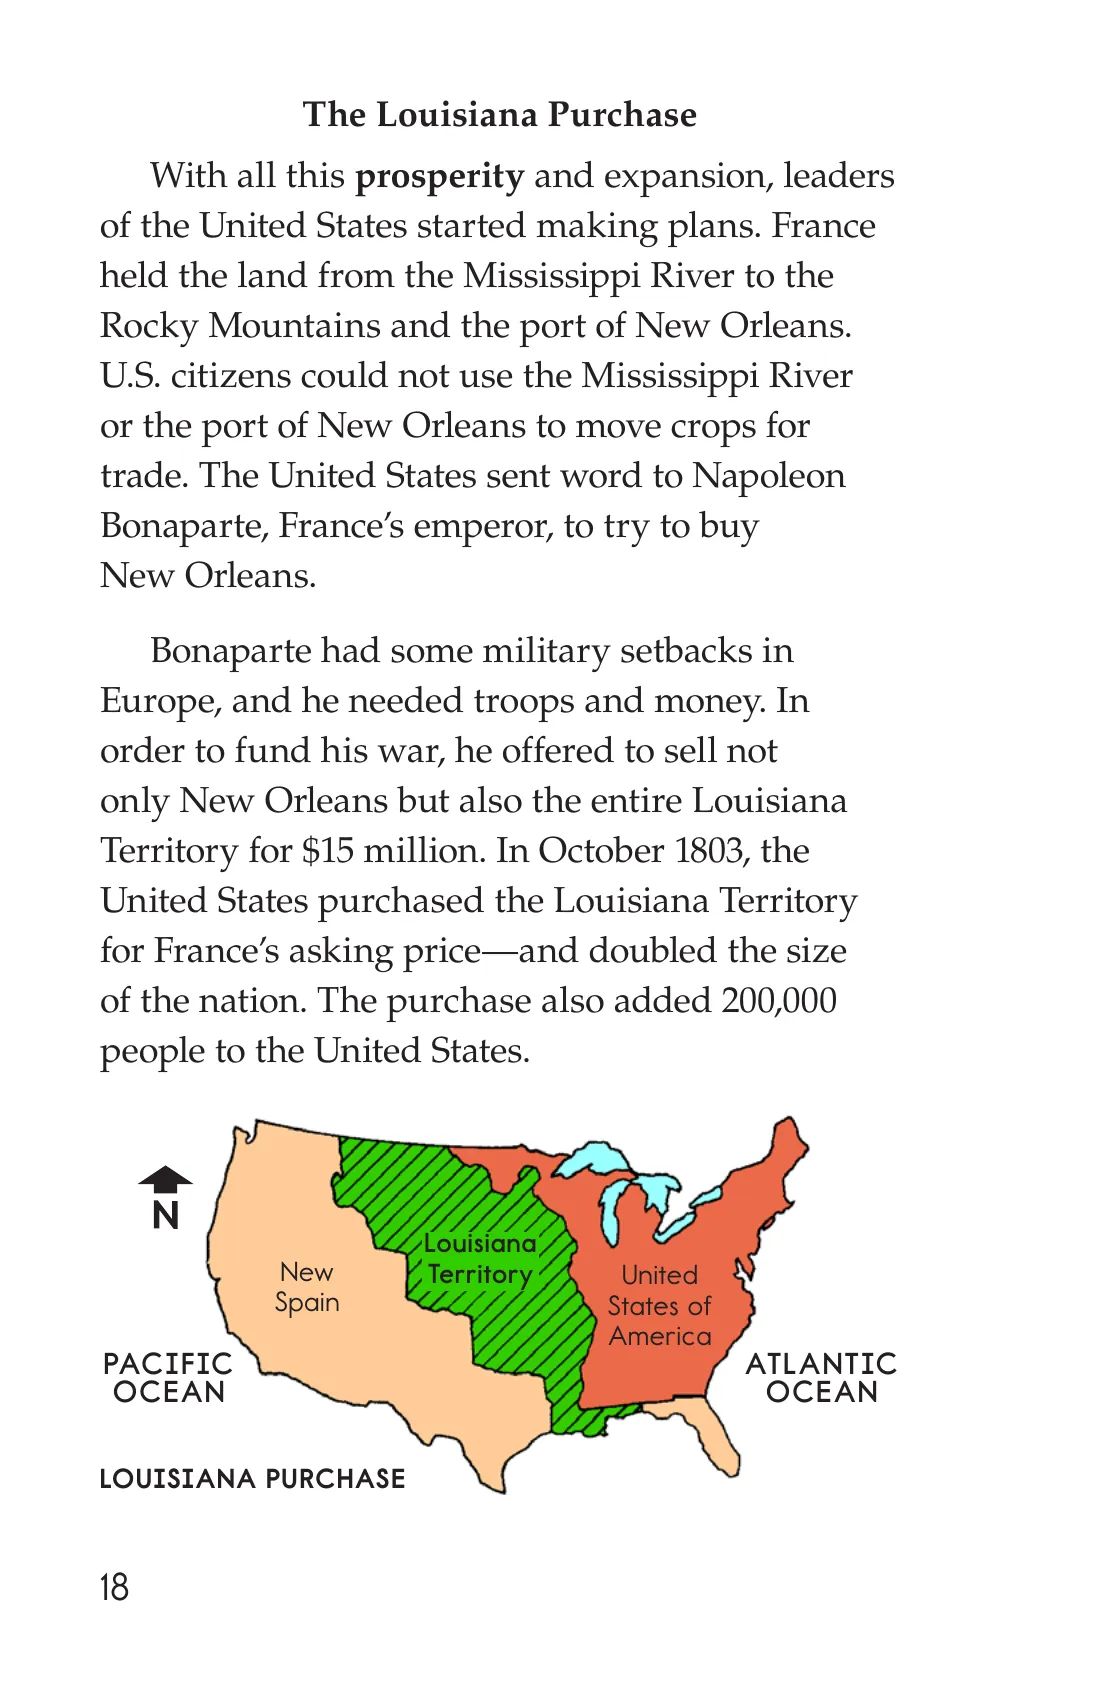 The Louisiana Purchase
With all this prosperity and expansion, leaders
of the United States started making plans. France
held the land from the Mississippi River to the
Rocky Mountains and the port of New Orleans.
U.S. citizens could not use the Mississippi River
or the port of New Orleans to move crops for
trade. The United States sent word to Napoleon
Bonaparte, France’s emperor, to try to buy
New Orleans.
Bonaparte had some military setbacks in
Europe, and he needed troops and money. In
order to fund his war, he offered to sell not
only New Orleans but also the entire Louisiana
Territory for $15 million. In October 1803, the
United States purchased the Louisiana Territory
for France’s asking price—and doubled the size
of the nation. The purchase also added 200,000
people to the United States.
N
New
Spain
Louisiana
Territory
United
States of
America
PACIFIC
OCEAN
ATLANTIC
OCEAN
LOUISIANA PURCHASE
18